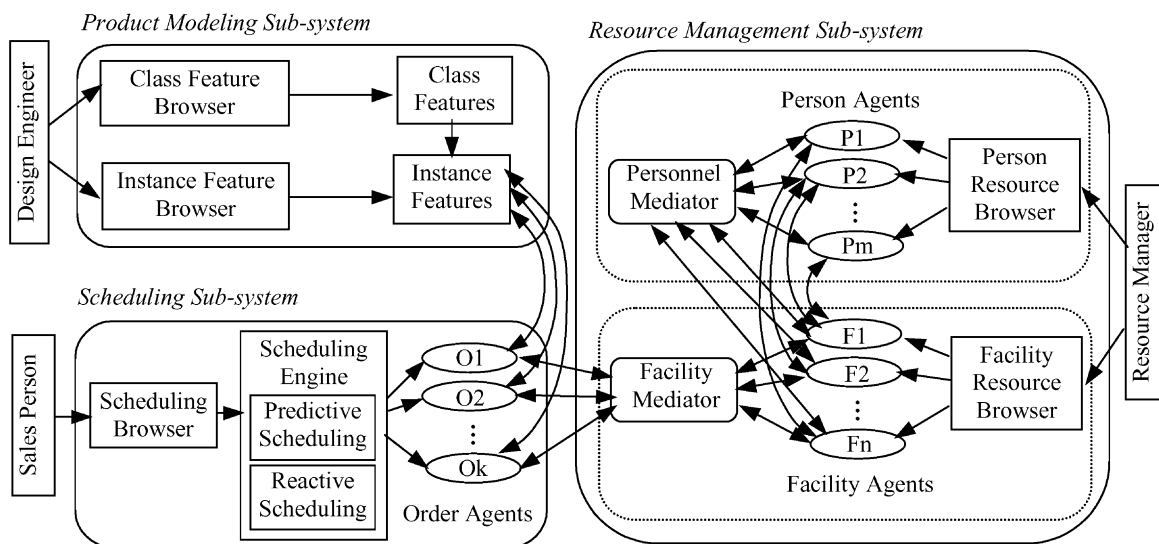 Product Modeling Sub-system
Design Engineer
Class Feature
Browser
Class
Features
Instance Feature
Browser
Instance
Features
Scheduling Sub-system
Sales Person
Scheduling
Browser
Scheduling
Engine
Predictive
Scheduling
Reactive
Scheduling
O1
O2
⋮
Ok
Order Agents
Resource Management Sub-system
Person Agents
Personnel
Mediator
P1
P2
⋮
Pm
Person
Resource
Browser
Resource Manager
Facility
Mediator
F1
F2
⋮
Fn
Facility
Resource
Browser
Facility Agents